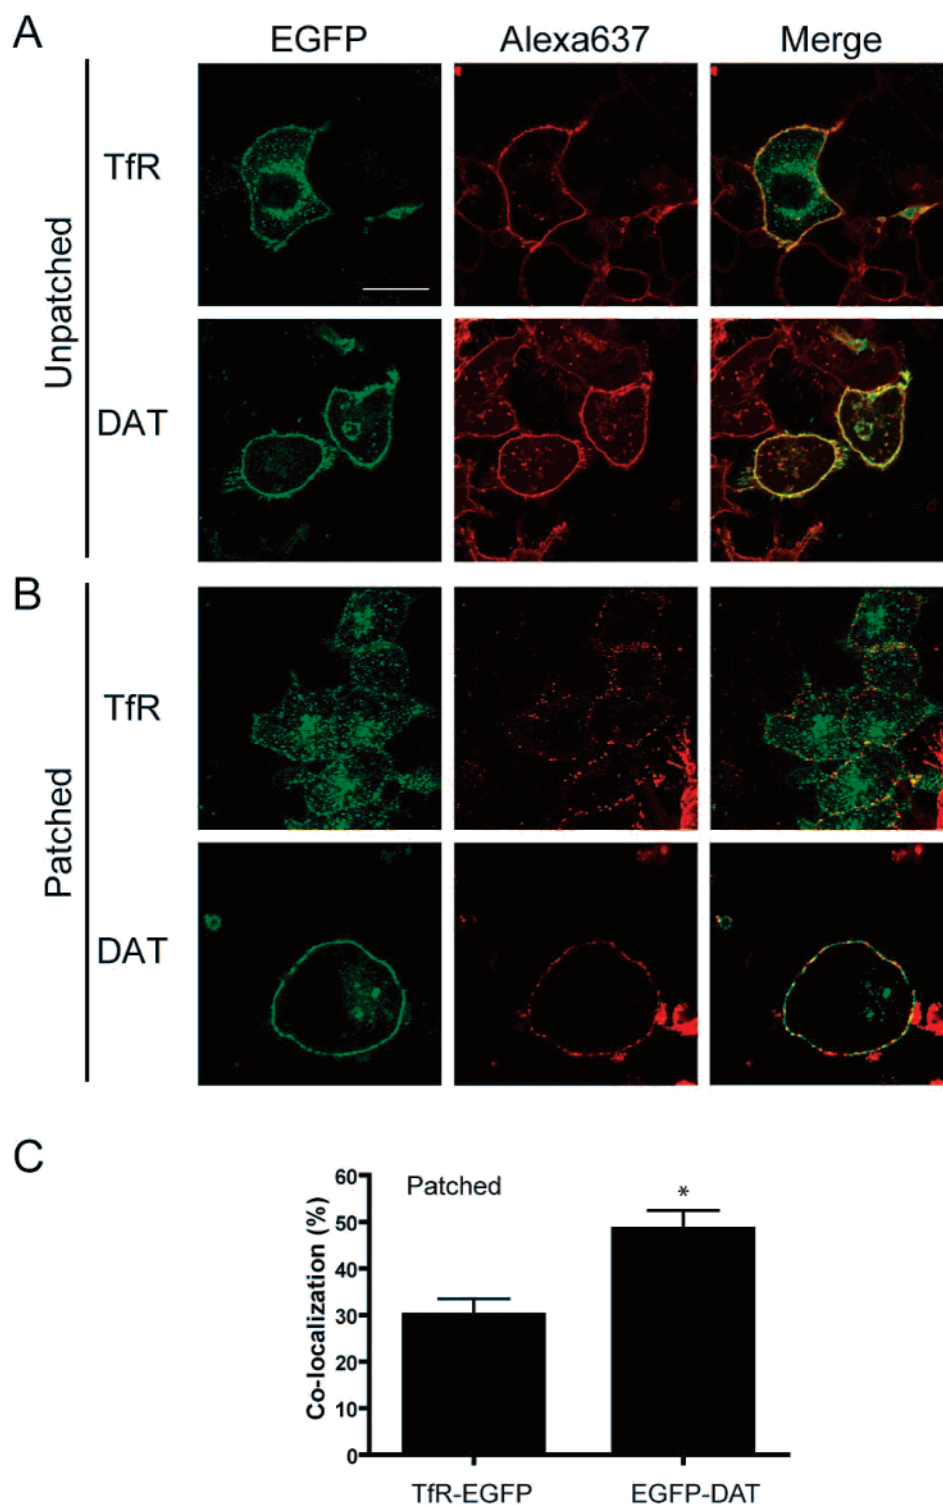 A
EGFP Alexa637 Merge
Unpatched
TfR
DAT
B
Patched
TfR
DAT
C
Patched
*
Co-localization (%)
60
50
40
30
20
10
0
TfR-EGFP EGFP-DAT